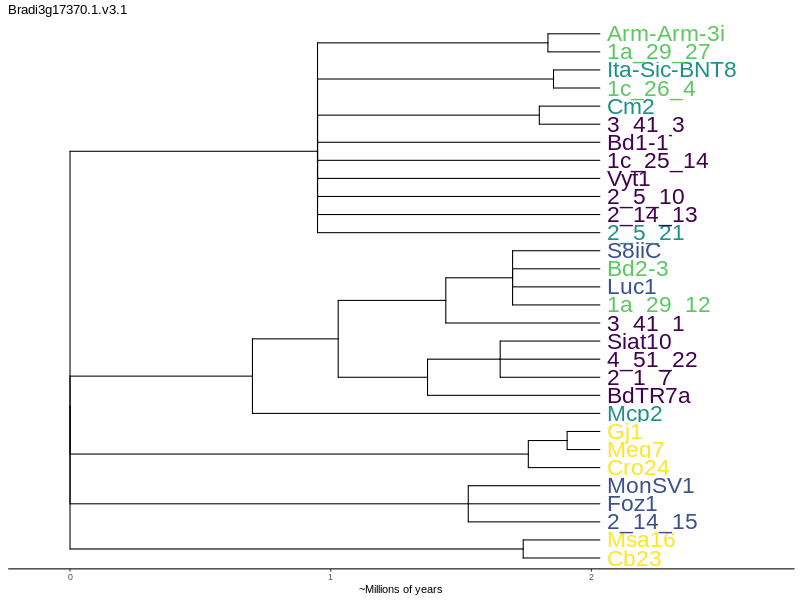 Bradi3g17370.1.v3.1
Arm-Arm-3i
1a_29_27
Ita-Sic-BNT8
1c_26_4
Cm2
3_41_3
Bd1-1
1c_25_14
Vyt1
2_5_10
2_14_13
2_5_21
S8iiC
Bd2-3
Luc1
1a_29_12
3_41_1
Siat10
4_51_22
2_1_7
BdTR7a
Mcp2
Gj1
Meg7
Cro24
MonSV1
Foz1
2_14_15
Msa16
Cb23
0 1 2
~Millions of years